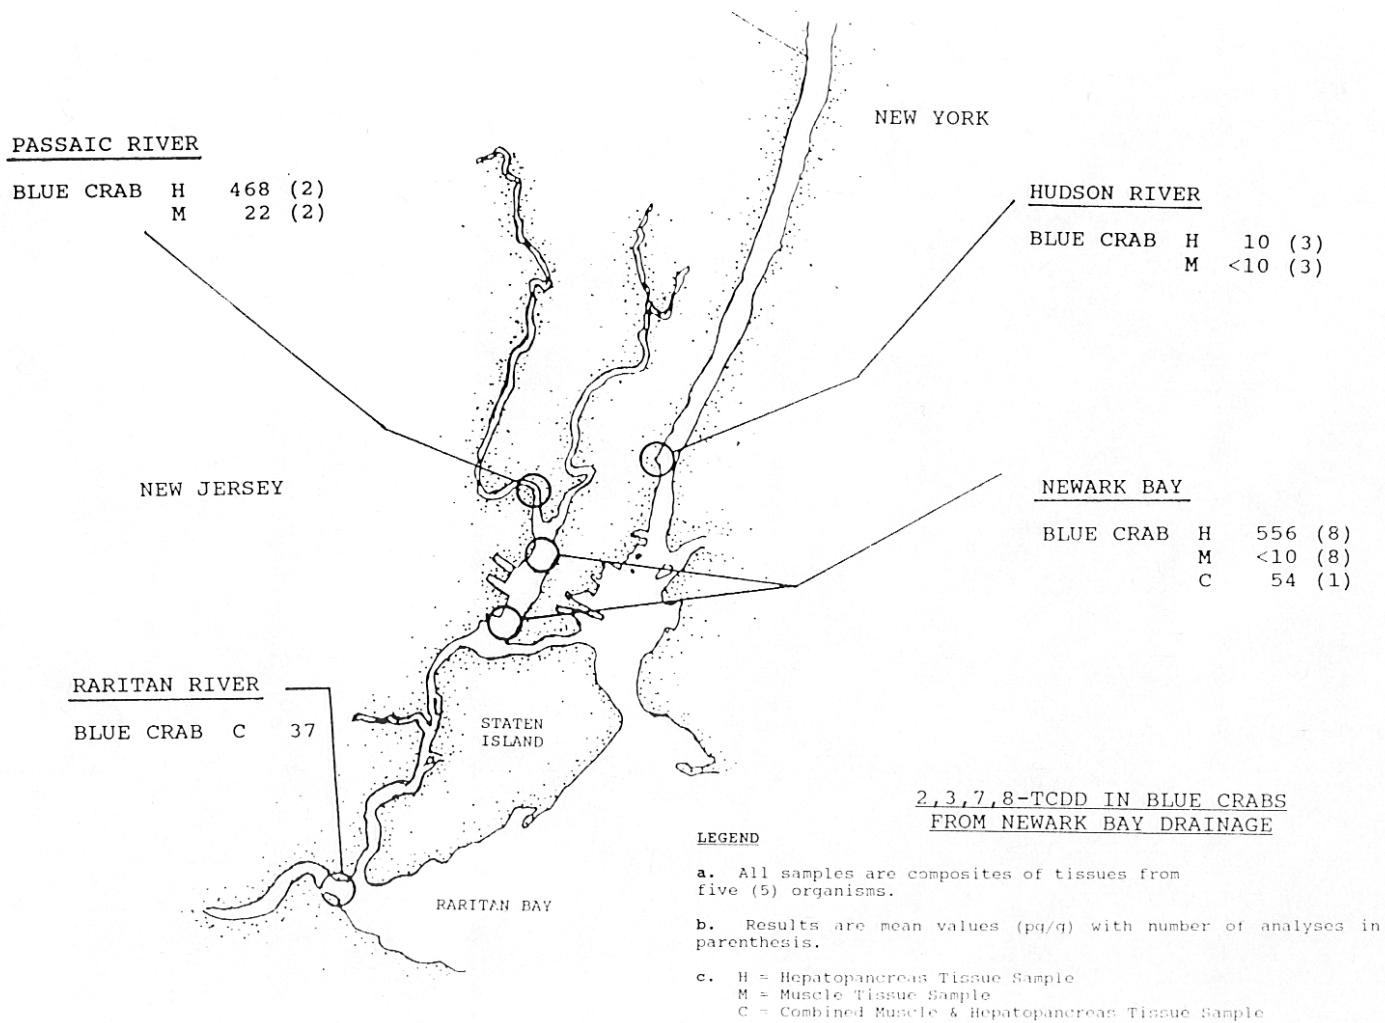 NEW YORK
PASSAIC RIVER
BLUE CRAB H 468 (2)
M 22 (2)
HUDSON RIVER
BLUE CRAB H 10 (3)
M <10 (3)
NEW JERSEY
NEWARK BAY
BLUE CRAB H 556 (8)
M <10 (8)
C 54 (1)
RARITAN RIVER
BLUE CRAB C 37
STATEN
ISLAND
RARITAN BAY
2,3,7,8-TCDD IN BLUE CRABS
FROM NEWARK BAY DRAINAGE
LEGEND
a. All samples are composites of tissues from
five (5) organisms.
b. Results are mean values (pg/g) with number of analyses in
parenthesis.
c. H = Hepatopancreas Tissue Sample
M = Muscle Tissue Sample
C = Combined Muscle & Hepatopancreas Tissue Sample